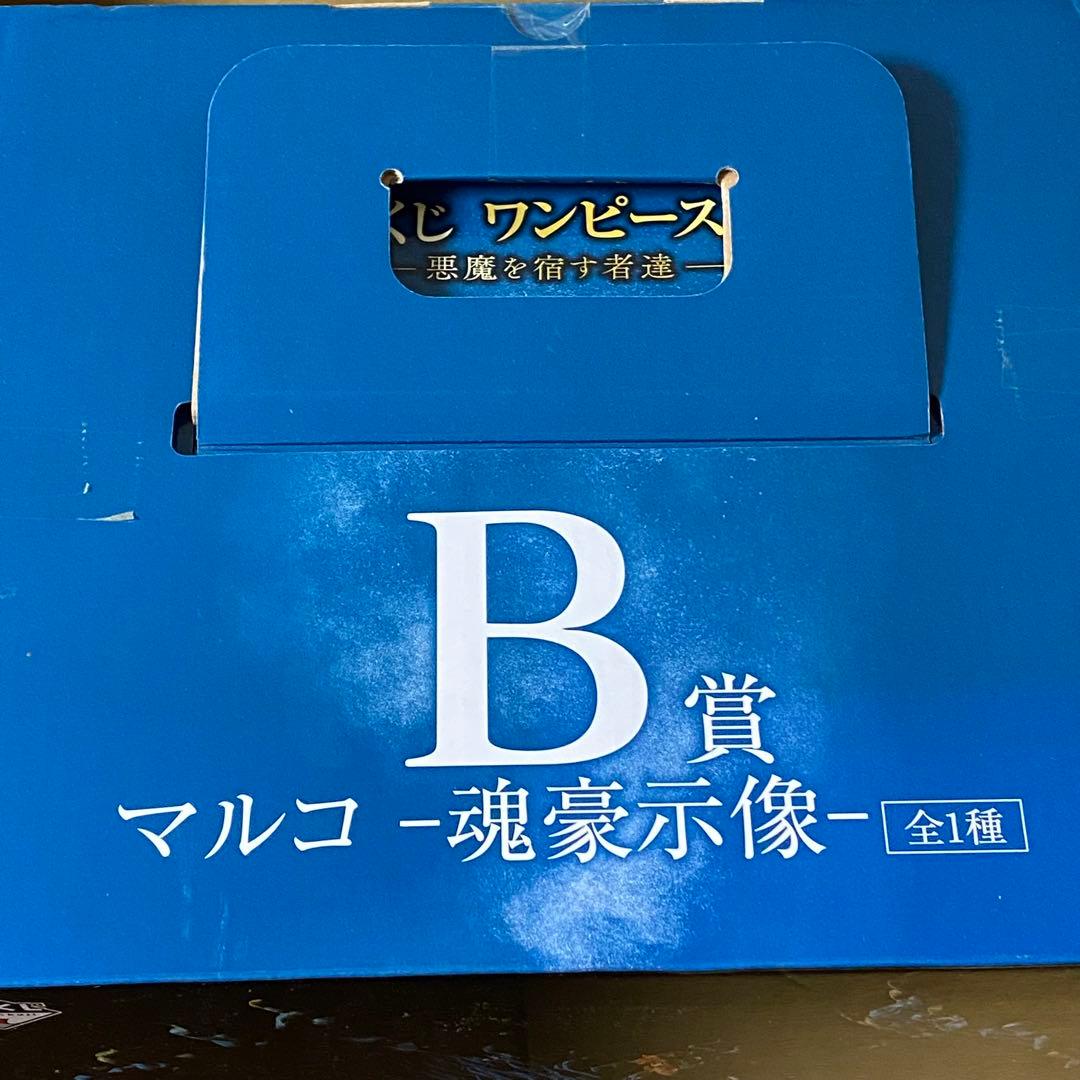 くじ ワンピース
－悪魔を宿す者達－
B賞
マルコ －魂豪示像－ 全1種